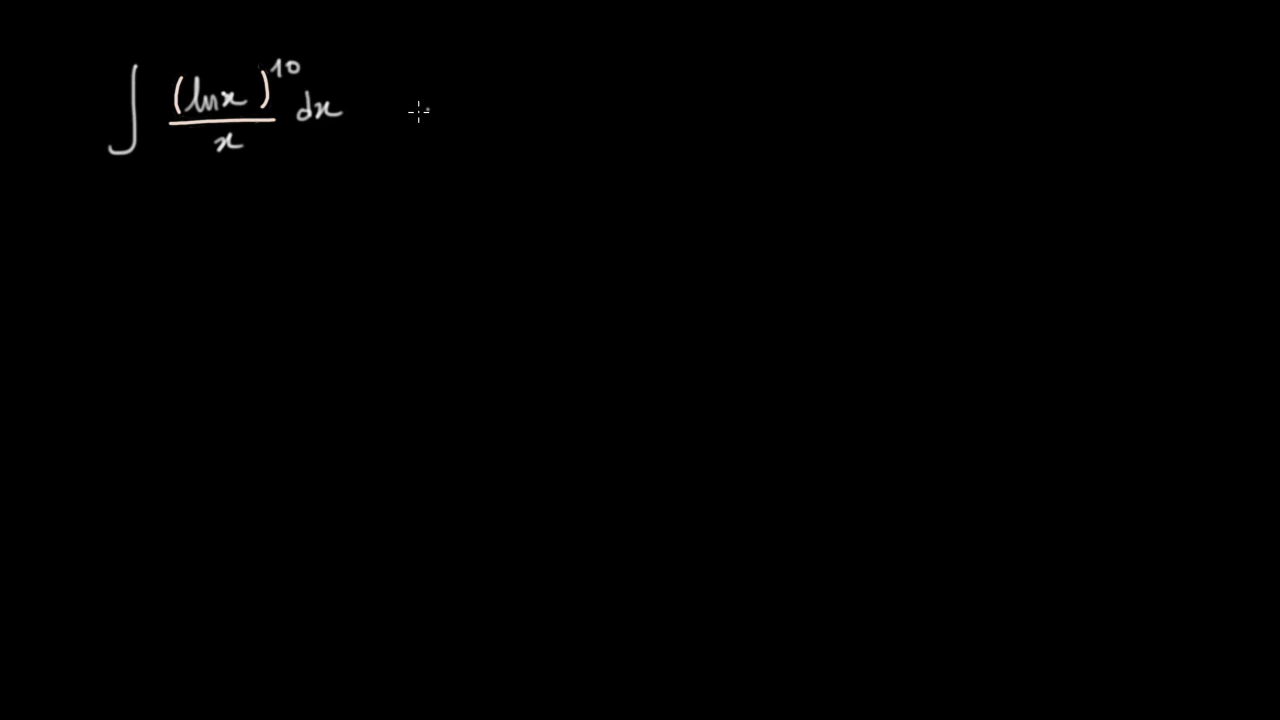 ∫ (ln x)^10 / x dx